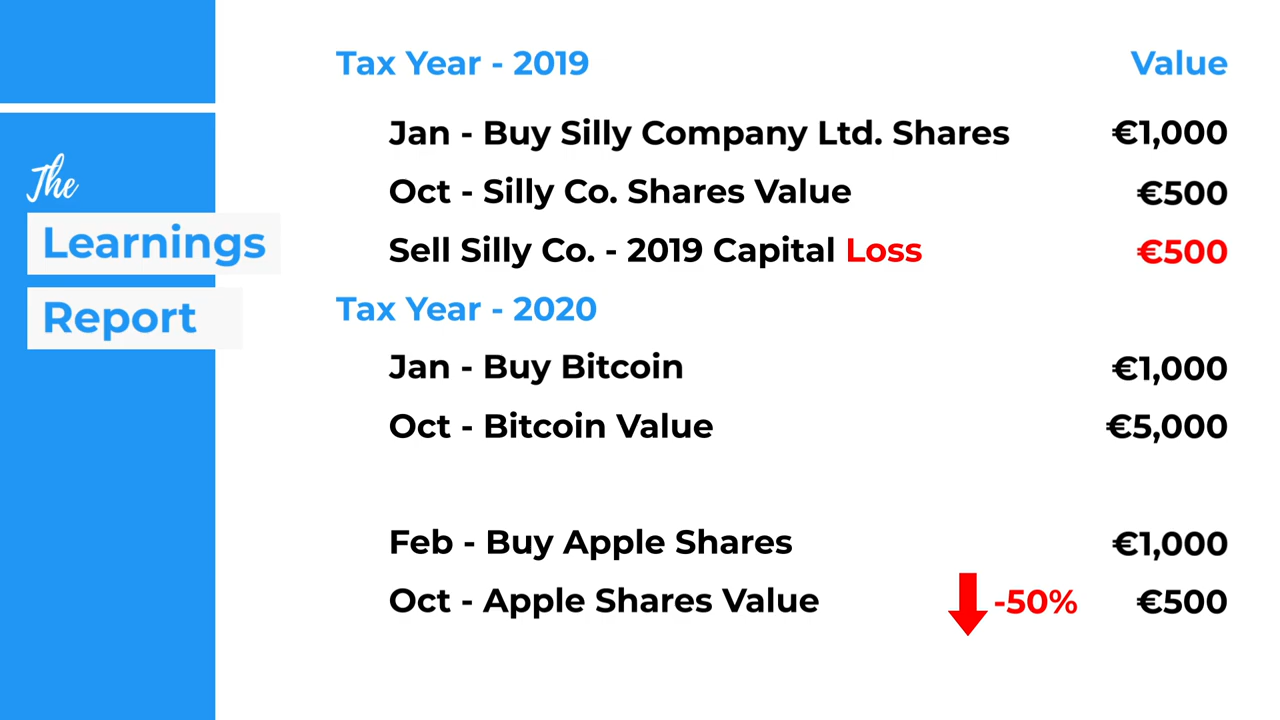 The
Learnings
Report
Tax Year - 2019 Value
Jan - Buy Silly Company Ltd. Shares €1,000
Oct - Silly Co. Shares Value €500
Sell Silly Co. - 2019 Capital Loss €500
Tax Year - 2020
Jan - Buy Bitcoin €1,000
Oct - Bitcoin Value €5,000
Feb - Buy Apple Shares €1,000
Oct - Apple Shares Value -50% €500